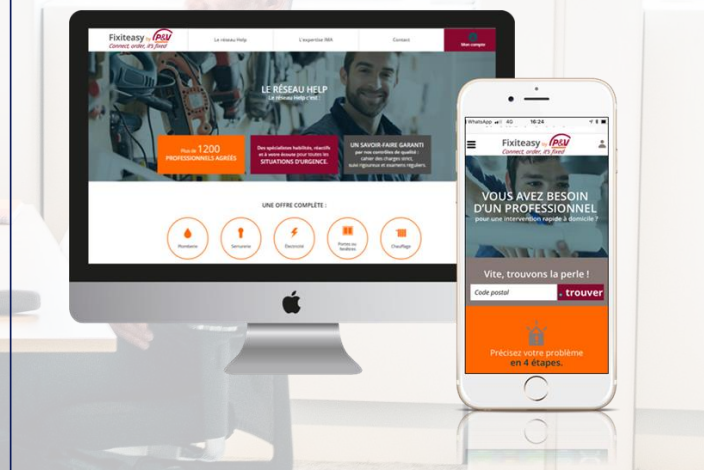 Fixiteasy by P&V
Connect, order, it's fixed
Le réseau Help
L'expertise IMA
Contact
Mon compte
LE RÉSEAU HELP
Le réseau Help c'est :
Plus de 1200
PROFESSIONNELS AGRÉÉS
Des spécialistes habilités, réactifs
et à votre écoute pour toutes les
SITUATIONS D'URGENCE.
UN SAVOIR-FAIRE GARANTI
par nos contrôles de qualité :
cahier des charges strict,
suivi rigoureux et examens réguliers.
UNE OFFRE COMPLÈTE :
Plomberie
Serrurerie
Électricité
Portes ou
fenêtres
Chauffage
WhatsApp 4G 16:24
Fixiteasy by P&V
Connect, order, it's fixed
VOUS AVEZ BESOIN
D'UN PROFESSIONNEL
pour une intervention rapide à domicile ?
Vite, trouvons la perle !
Code postal
. trouver
Précisez votre problème
en 4 étapes.